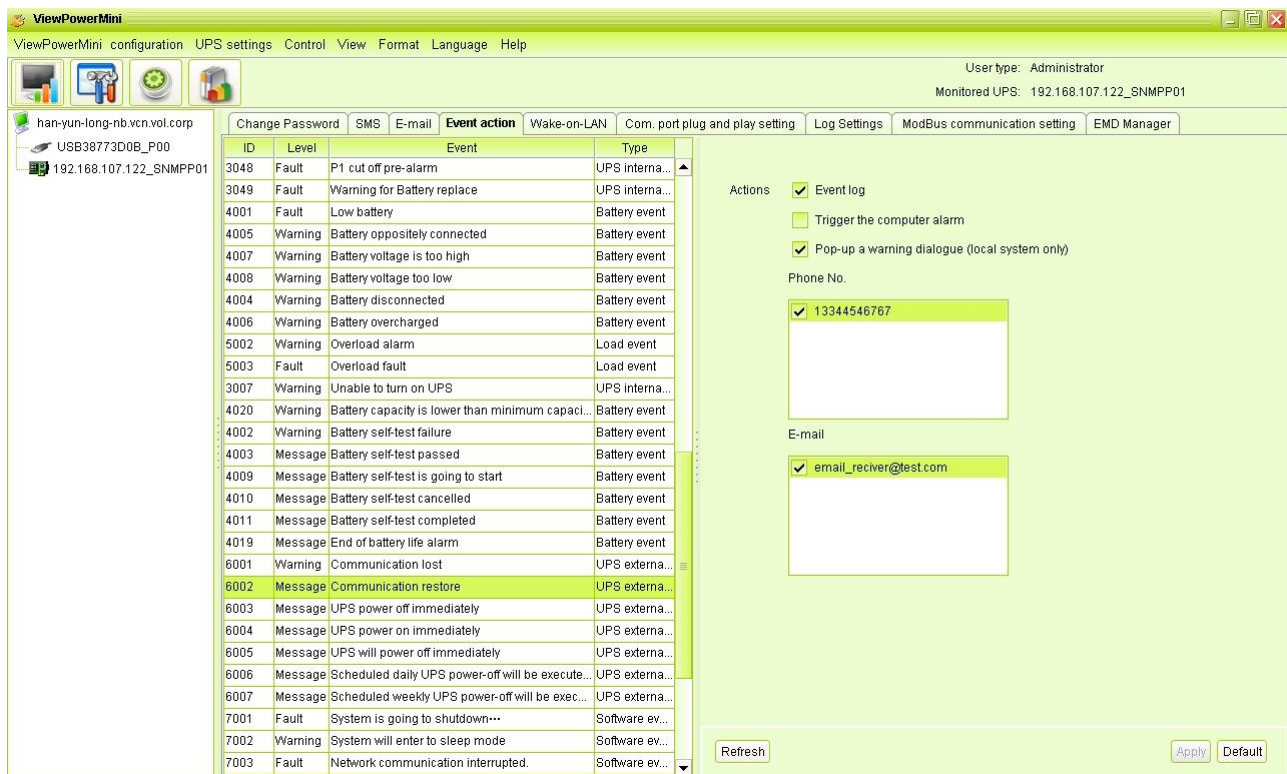 ViewPowerMini
ViewPowerMini configuration UPS settings Control View Format Language Help
User type: Administrator
Monitored UPS: 192.168.107.122_SNMPP01
han-yun-long-nb.vcn.vol.corp
USB38773D0B_P00
192.168.107.122_SNMPP01
Change Password SMS E-mail Event action Wake-on-LAN Com. port plug and play setting Log Settings ModBus communication setting EMD Manager
ID Level Event Type
3048 Fault P1 cut off pre-alarm UPS interna...
3049 Fault Warning for Battery replace UPS interna...
4001 Fault Low battery Battery event
4005 Warning Battery oppositely connected Battery event
4007 Warning Battery voltage is too high Battery event
4008 Warning Battery voltage too low Battery event
4004 Warning Battery disconnected Battery event
4006 Warning Battery overcharged Battery event
5002 Warning Overload alarm Load event
5003 Fault Overload fault Load event
3007 Warning Unable to turn on UPS UPS interna...
4020 Warning Battery capacity is lower than minimum capaci... Battery event
4002 Warning Battery self-test failure Battery event
4003 Message Battery self-test passed Battery event
4009 Message Battery self-test is going to start Battery event
4010 Message Battery self-test cancelled Battery event
4011 Message Battery self-test completed Battery event
4019 Message End of battery life alarm Battery event
6001 Warning Communication lost UPS externa...
6002 Message Communication restore UPS externa...
6003 Message UPS power off immediately UPS externa...
6004 Message UPS power on immediately UPS externa...
6005 Message UPS will power off immediately UPS externa...
6006 Message Scheduled daily UPS power-off will be execute... UPS externa...
6007 Message Scheduled weekly UPS power-off will be exec... UPS externa...
7001 Fault System is going to shutdown··· Software ev...
7002 Warning System will enter to sleep mode Software ev...
7003 Fault Network communication interrupted. Software ev...
Actions Event log
Trigger the computer alarm
Pop-up a warning dialogue (local system only)
Phone No.
13344546767
E-mail
email_reciver@test.com
Refresh Apply Default